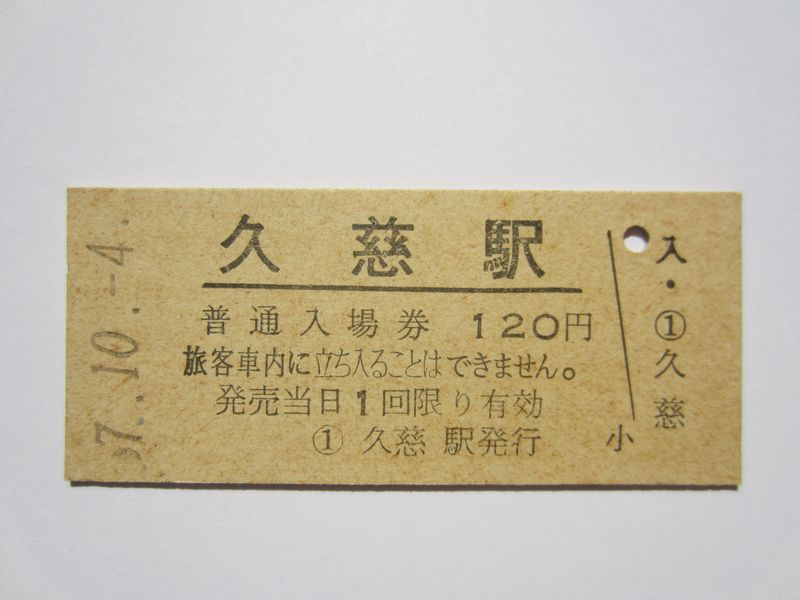 久慈駅
普通入場券 120円
旅客車内に立ち入ることはできません。
発売当日1回限り有効
① 久慈駅発行
小
入・①久慈
57.10.-4.